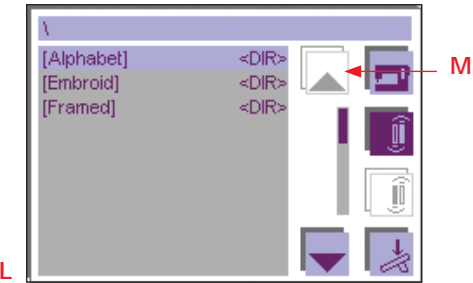 \
[Alphabet] <DIR>
[Embroid] <DIR>
[Framed] <DIR>
M
L